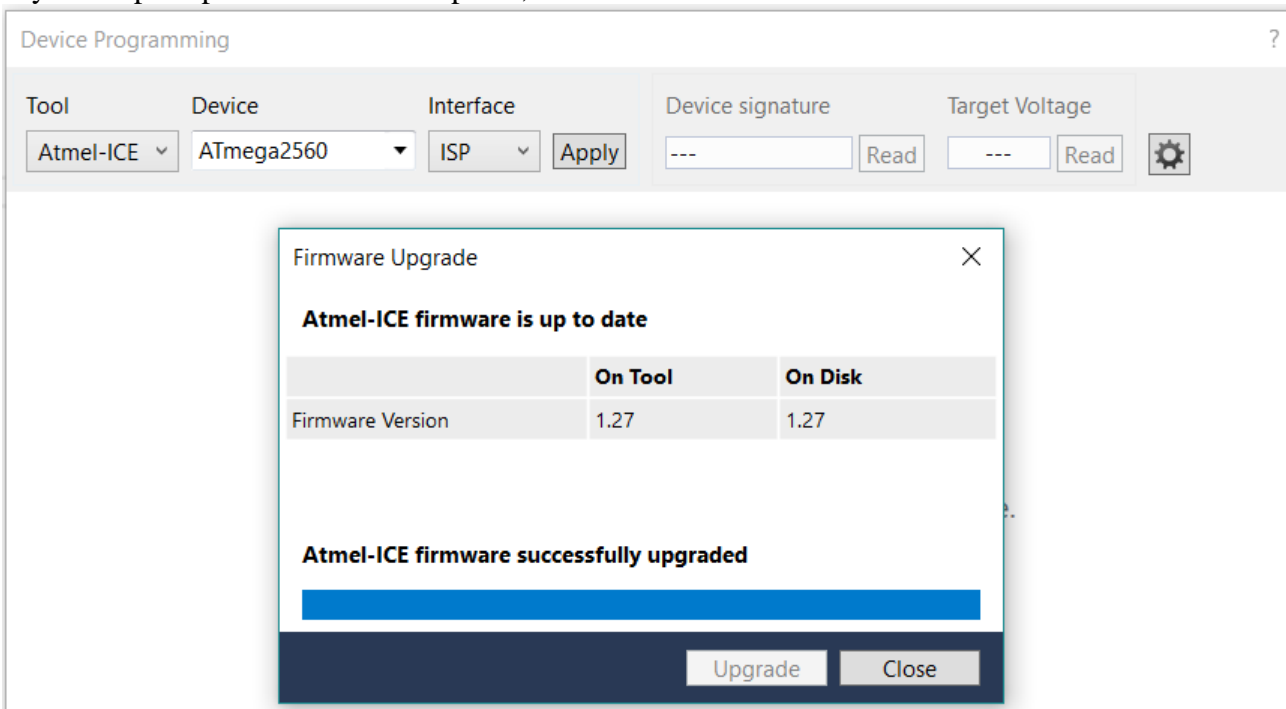 Device Programming ?
Tool Device Interface Device signature Target Voltage
Atmel-ICE ATmega2560 ISP Apply --- Read --- Read
Firmware Upgrade
Atmel-ICE firmware is up to date
On Tool On Disk
Firmware Version 1.27 1.27
Atmel-ICE firmware successfully upgraded
Upgrade Close